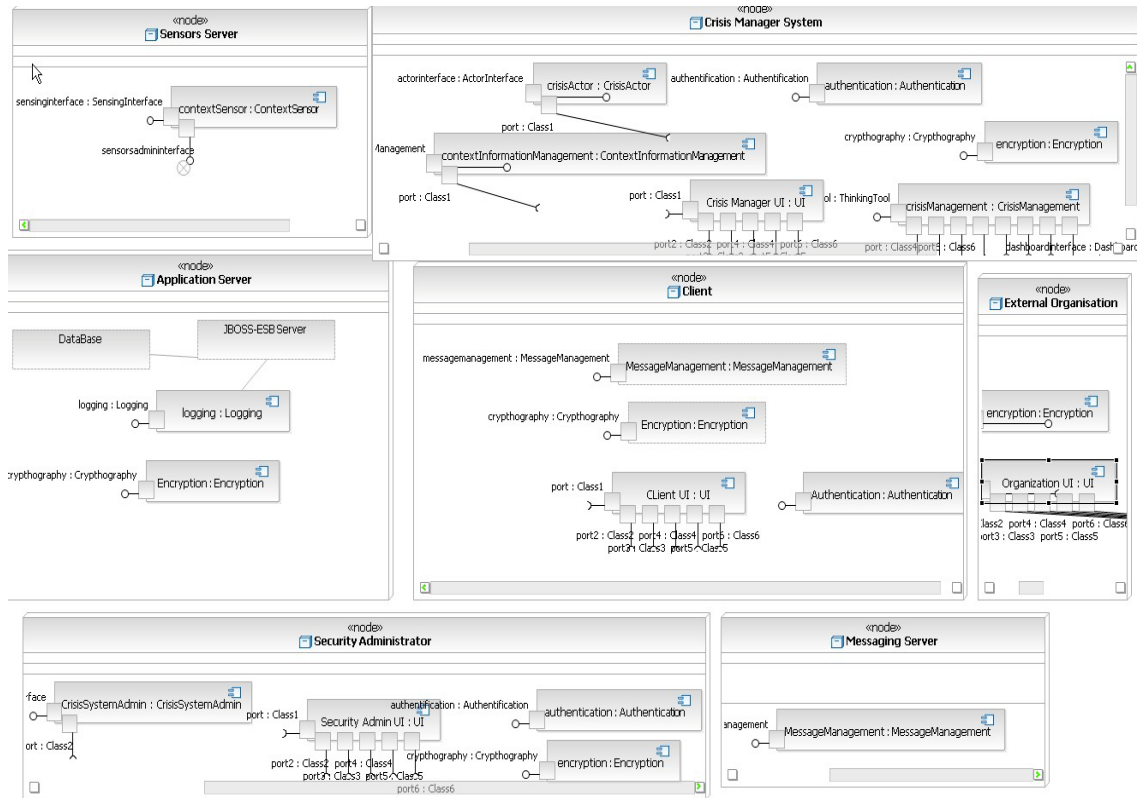 «node»
Sensors Server
sensinginterface : SensingInterface
contextSensor : ContextSensor
sensorsadmininterface
«node»
Crisis Manager System
actorinterface : ActorInterface
crisisActor : CrisisActor
port : Class1
authentification : Authentification
authentication : Authentication
crypthography : Crypthography
encryption : Encryption
Management
contextInformationManagement : ContextInformationManagement
port : Class1
port : Class1
Crisis Manager UI : UI
port2 : Class2 port4 : Class4 port6 : Class6
ol : ThinkingTool
crisisManagement : CrisisManagement
port : Class4 port5 : Class6
dashboardinterface : Dashboard
«node»
Application Server
DataBase
JBOSS-ESB Server
logging : Logging
logging : Logging
crypthography : Crypthography
Encryption : Encryption
«node»
Client
messagemanagement : MessageManagement
MessageManagement : MessageManagement
crypthography : Crypthography
Encryption : Encryption
port : Class1
CLient UI : UI
port2 : Class2 port4 : Class4 port6 : Class6
port3 : Class3 port5 : Class5
Authentication : Authentication
«node»
External Organisation
encryption : Encryption
Organization UI : UI
Class2 port4 : Class4 port6 : Class6
port3 : Class3 port5 : Class5
«node»
Security Administrator
rface
CrisisSystemAdmin : CrisisSystemAdmin
ort : Class2
port : Class1
Security Admin UI : UI
port2 : Class2 port4 : Class4
port3 : Class3 port5 : Class5
port6 : Class6
authentification : Authentification
authentication : Authentication
crypthography : Crypthography
encryption : Encryption
«node»
Messaging Server
anagement
MessageManagement : MessageManagement